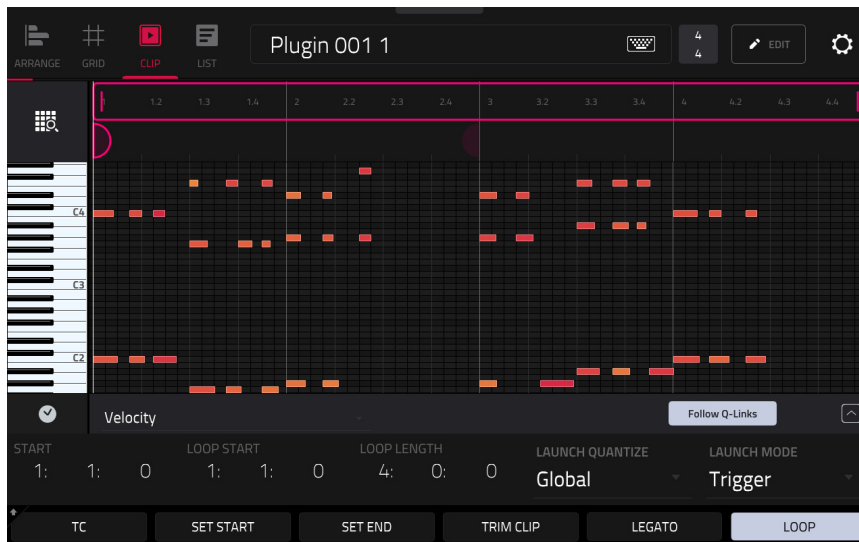 Plugin 001 1
4
4
EDIT
ARRANGE GRID CLIP LIST
1 1.2 1.3 1.4 2 2.2 2.3 2.4 3 3.2 3.3 3.4 4 4.2 4.3 4.4
C4
C3
C2
Velocity
Follow Q-Links
START LOOP START LOOP LENGTH LAUNCH QUANTIZE LAUNCH MODE
1: 1: 0 1: 1: 0 4: 0: 0 Global Trigger
TC SET START SET END TRIM CLIP LEGATO LOOP